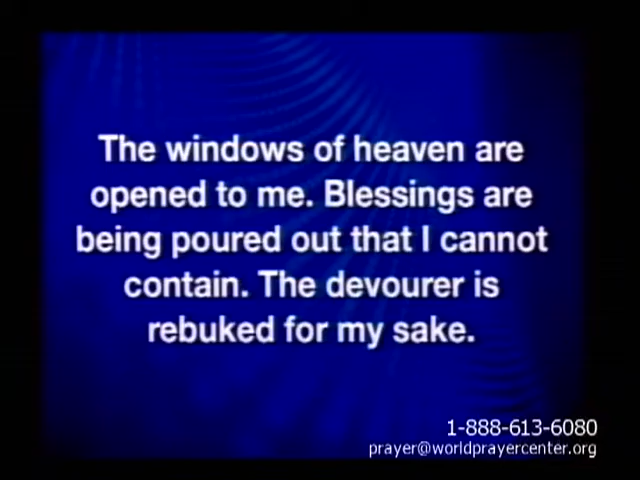 The windows of heaven are
opened to me. Blessings are
being poured out that I cannot
contain. The devourer is
rebuked for my sake.
1-888-613-6080
prayer@worldprayercenter.org